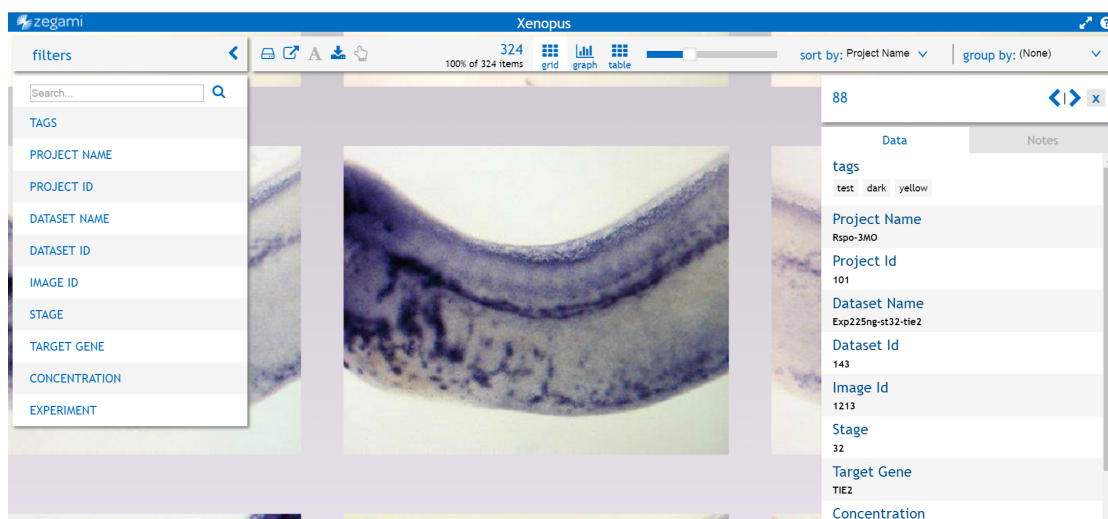 zegami
Xenopus
filters
A
324
100% of 324 items
grid
graph
table
sort by: Project Name
group by: (None)
Search...
TAGS
PROJECT NAME
PROJECT ID
DATASET NAME
DATASET ID
IMAGE ID
STAGE
TARGET GENE
CONCENTRATION
EXPERIMENT
88
x
Data
Notes
tags
test dark yellow
Project Name
Rspo-3MO
Project Id
101
Dataset Name
Exp225ng-st32-tie2
Dataset Id
143
Image Id
1213
Stage
32
Target Gene
TIE2
Concentration